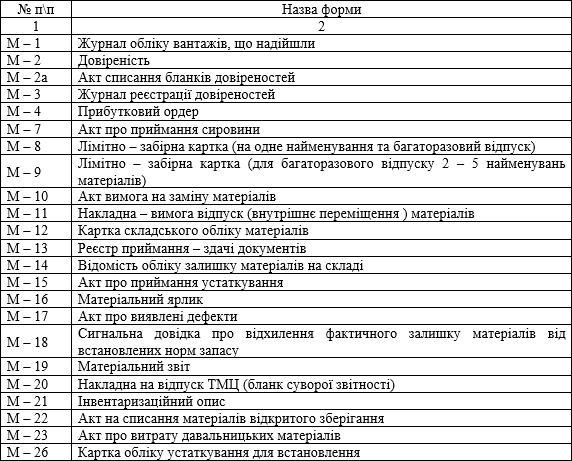 № п\п Назва форми
1 2
М – 1 Журнал обліку вантажів, що надійшли
М – 2 Довіреність
М – 2а Акт списання бланків довіреностей
М – 3 Журнал реєстрації довіреностей
М – 4 Прибутковий ордер
М – 7 Акт про приймання сировини
М – 8 Лімітно – забірна картка (на одне найменування та багаторазовий відпуск)
М – 9 Лімітно – забірна картка (для багаторазового відпуску 2 – 5 найменувань
матеріалів)
М – 10 Акт вимога на заміну матеріалів
М – 11 Накладна – вимога відпуск (внутрішнє переміщення ) матеріалів
М – 12 Картка складського обліку матеріалів
М – 13 Реєстр приймання – здачі документів
М – 14 Відомість обліку залишку матеріалів на складі
М – 15 Акт про приймання устаткування
М – 16 Матеріальний ярлик
М – 17 Акт про виявлені дефекти
М – 18 Сигнальна довідка про відхилення фактичного залишку матеріалів від
встановлених норм запасу
М – 19 Матеріальний звіт
М – 20 Накладна на відпуск ТМЦ (бланк суворої звітності)
М – 21 Інвентаризаційний опис
М – 22 Акт на списання матеріалів відкритого зберігання
М – 23 Акт про витрату давальницьких матеріалів
М – 26 Картка обліку устаткування для встановлення